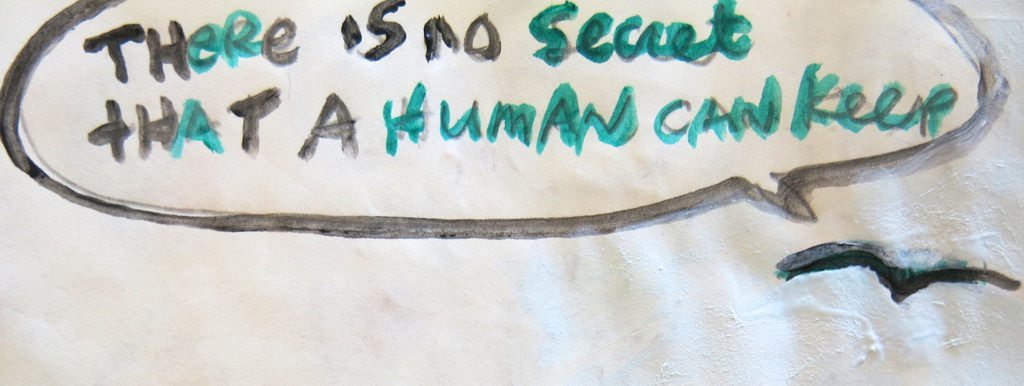 THeRe iS no Secret
tHAT A HUmAN CAN KeeP